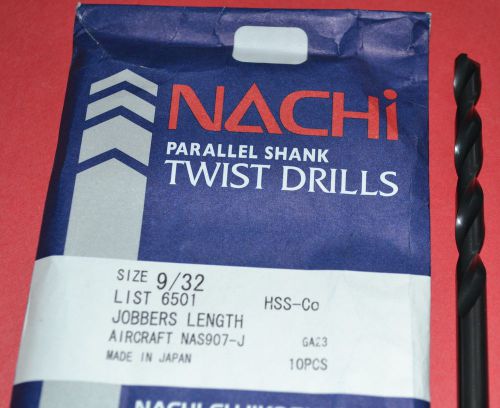 NACHi
PARALLEL SHANK
TWIST DRILLS
SIZE 9/32
LIST 6501 HSS-Co
JOBBERS LENGTH
AIRCRAFT NAS907-J GA23
MADE IN JAPAN 10PCS